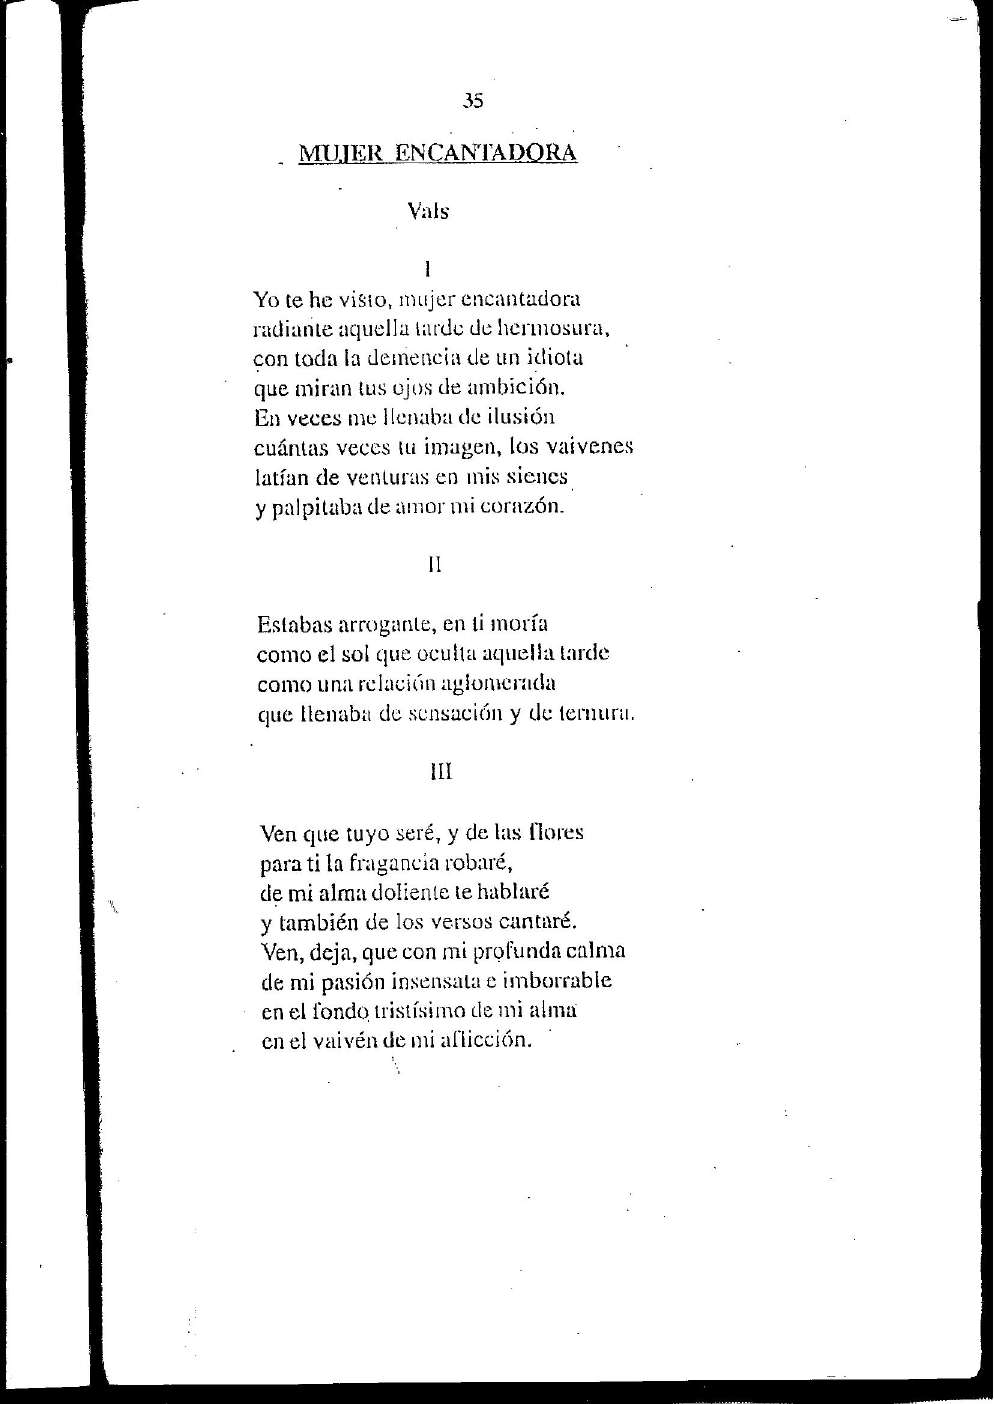 35
MUJER ENCANTADORA
Vals
I
Yo te he visto, mujer encantadora
radiante aquella tarde de hermosura,
con toda la demencia de un idiota
que miran tus ojos de ambición.
En veces me llenaba de ilusión
cuántas veces tu imagen, los vaivenes
latían de venturas en mis sienes
y palpitaba de amor mi corazón.
II
Estabas arrogante, en ti moría
como el sol que oculta aquella tarde
como una relación aglomerada
que llenaba de sensación y de ternura.
III
Ven que tuyo seré, y de las flores
para ti la fragancia robaré,
de mi alma doliente te hablaré
y también de los versos cantaré.
Ven, deja, que con mi profunda calma
de mi pasión insensata e imborrable
en el fondo tristísimo de mi alma
en el vaivén de mi aflicción.